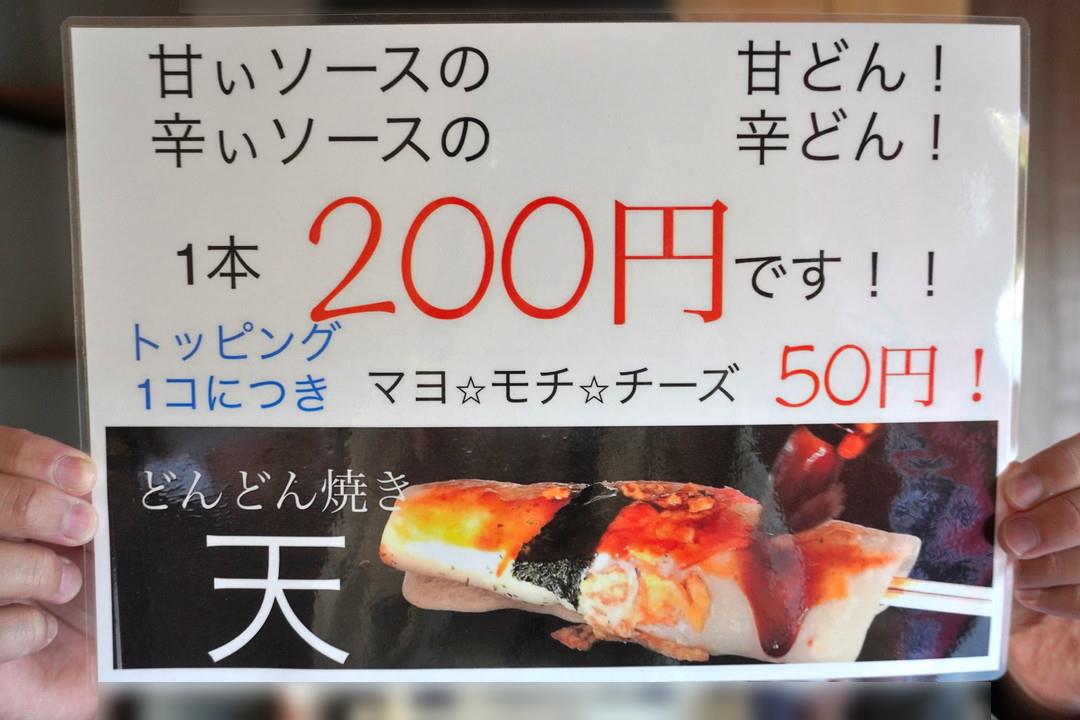 甘ぃソースの 甘どん！
辛ぃソースの 辛どん！
1本 200円です！！
トッピング
1コにつき マヨ☆モチ☆チーズ 50円！
どんどん焼き
天